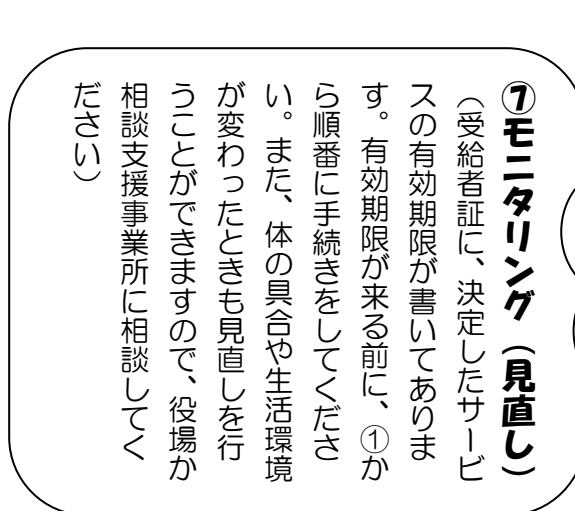 ⑦モニタリング（見直し）
（受給者証に、決定したサービ
スの有効期限が書いてありま
す。有効期限が来る前に、①か
ら順番に手続きをしてくださ
い。また、体の具合や生活環境
が変わったときも見直しを行
うことができますので、役場か
相談支援事業所に相談してく
ださい）